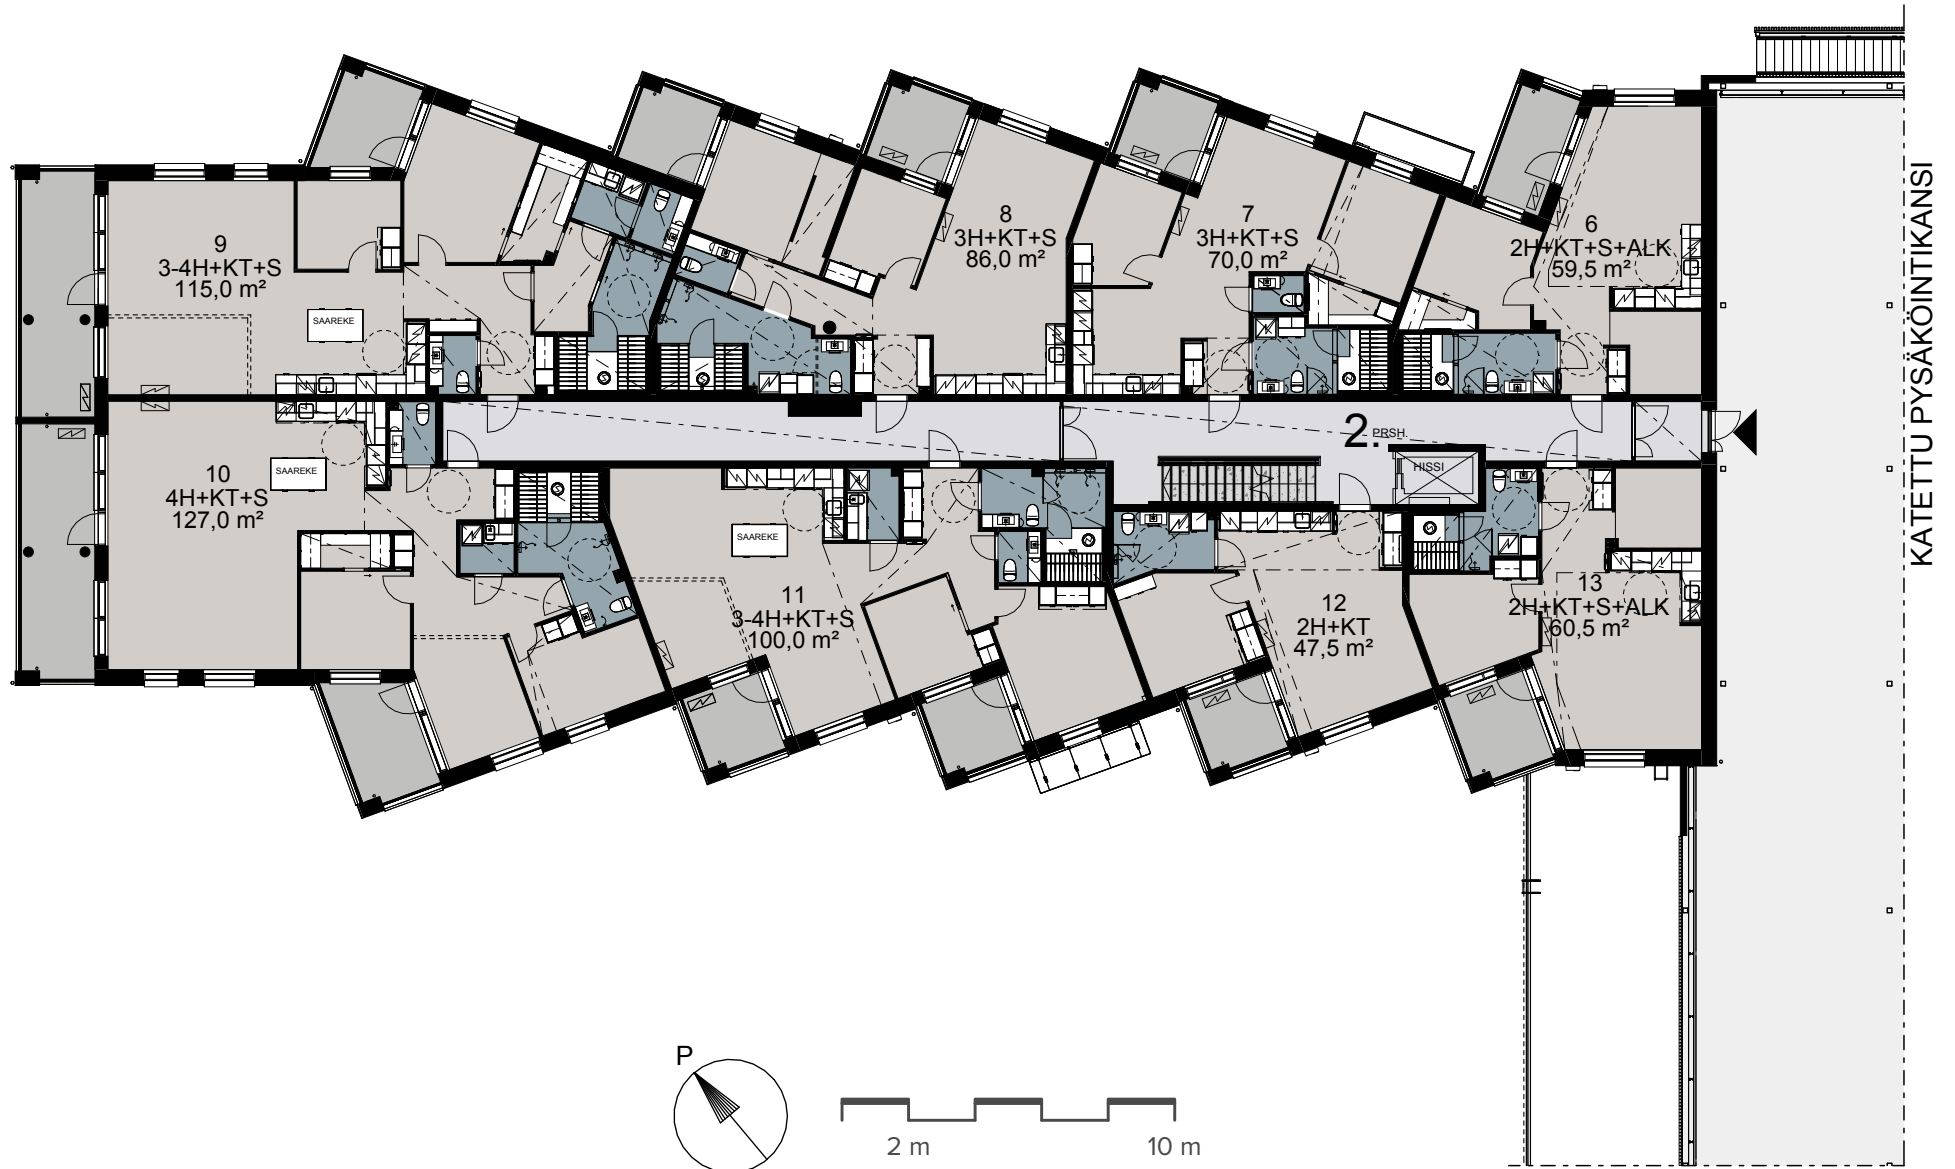 8
3H+KT+S
86,0 m²
7
3H+KT+S
70,0 m²
6
2H+KT+S+ALK
59,5 m²
9
3-4H+KT+S
115,0 m²
SAAREKE
KATETTU PYSÄKÖINTIKANSI
2. PRSH.
HISSI
10
4H+KT+S
127,0 m²
SAAREKE
SAAREKE
11
3-4H+KT+S
100,0 m²
12
2H+KT
47,5 m²
13
2H+KT+S+ALK
60,5 m²
P
2 m
10 m